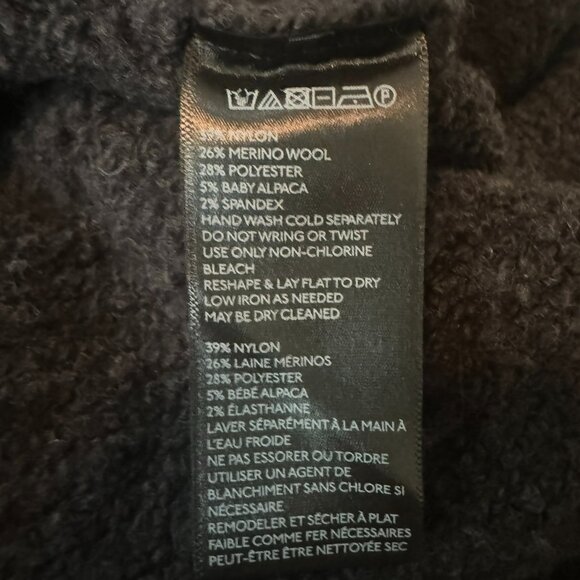 39% NYLON
26% MERINO WOOL
28% POLYESTER
5% BABY ALPACA
2% SPANDEX
HAND WASH COLD SEPARATELY
DO NOT WRING OR TWIST
USE ONLY NON-CHLORINE
BLEACH
RESHAPE & LAY FLAT TO DRY
LOW IRON AS NEEDED
MAY BE DRY CLEANED
39% NYLON
26% LAINE MÉRINOS
28% POLYESTER
5% BÉBÉ ALPACA
2% ÉLASTHANNE
LAVER SÉPARÉMENT À LA MAIN À
L'EAU FROIDE
NE PAS ESSORER OU TORDRE
UTILISER UN AGENT DE
BLANCHIMENT SANS CHLORE SI
NÉCESSAIRE
REMODELER ET SÉCHER À PLAT
FAIBLE COMME FER NÉCESSAIRES
PEUT-ÊTRE ÊTRE NETTOYÉE SEC